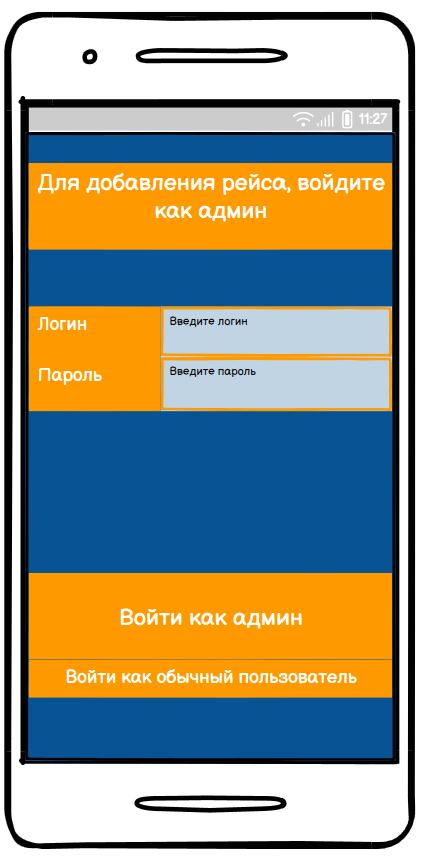 11:27
Для добавления рейса, войдите
как админ
Логин
Введите логин
Пароль
Введите пароль
Войти как админ
Войти как обычный пользователь